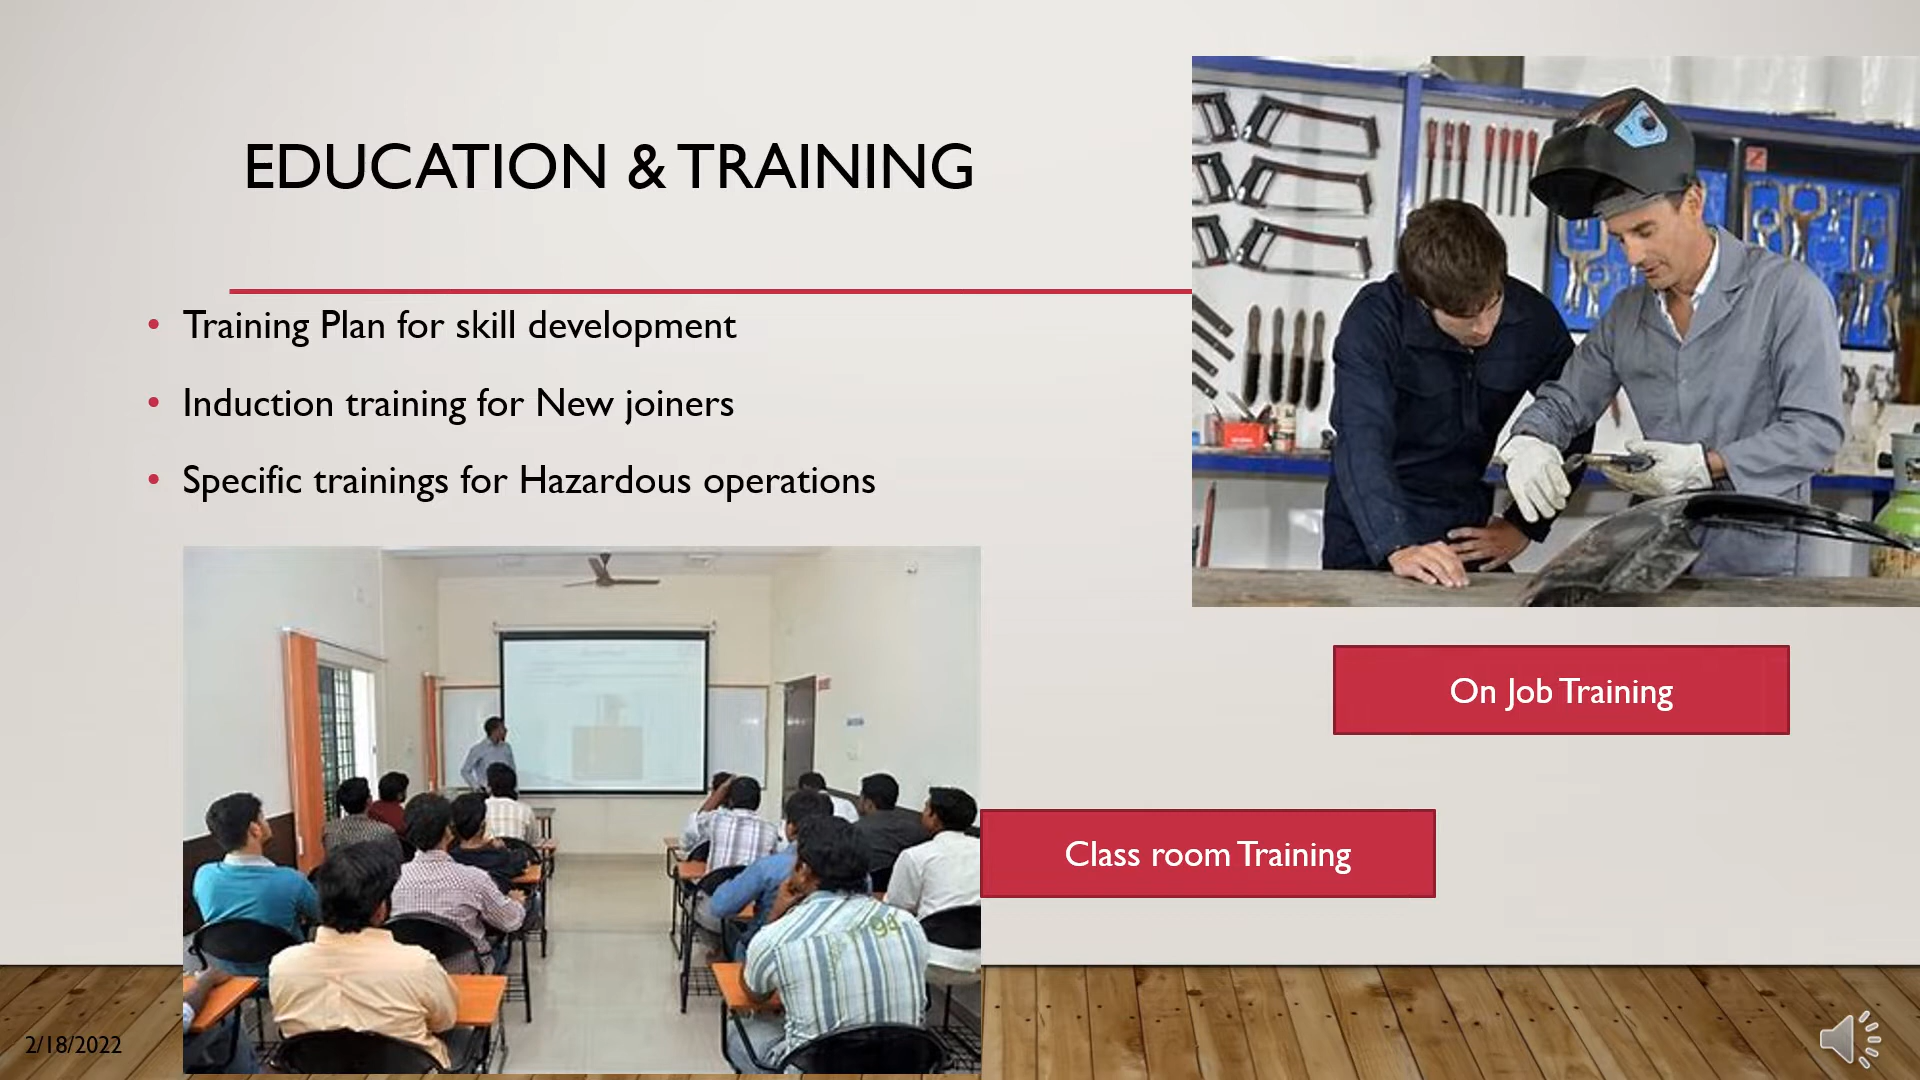 EDUCATION & TRAINING
• Training Plan for skill development
• Induction training for New joiners
• Specific trainings for Hazardous operations
On Job Training
Class room Training
94
2/18/2022